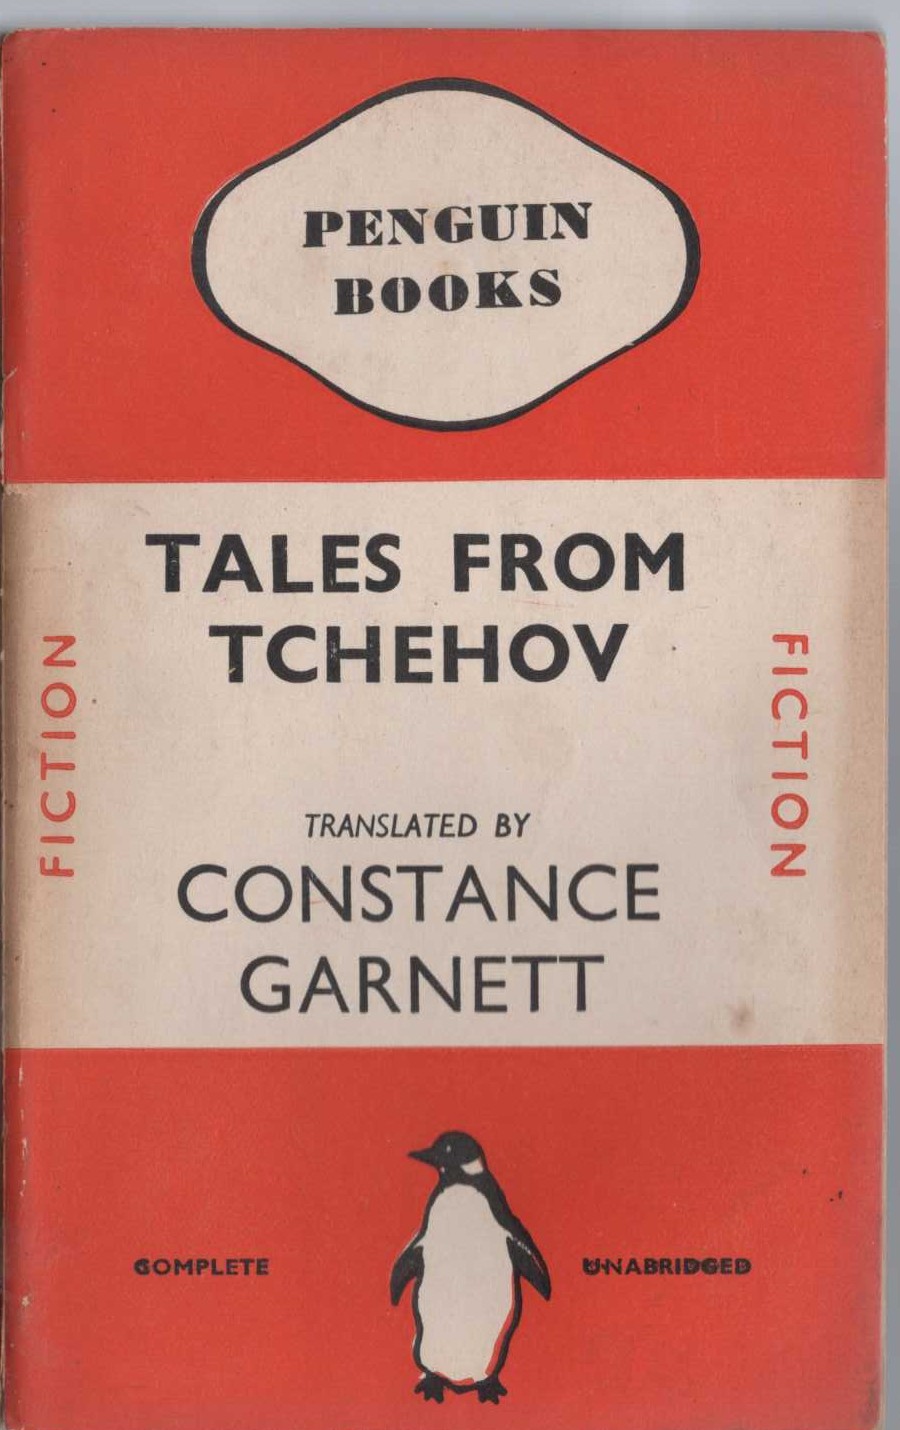 PENGUIN
BOOKS
TALES FROM
TCHEHOV
FICTION
FICTION
TRANSLATED BY
CONSTANCE
GARNETT
COMPLETE
UNABRIDGED